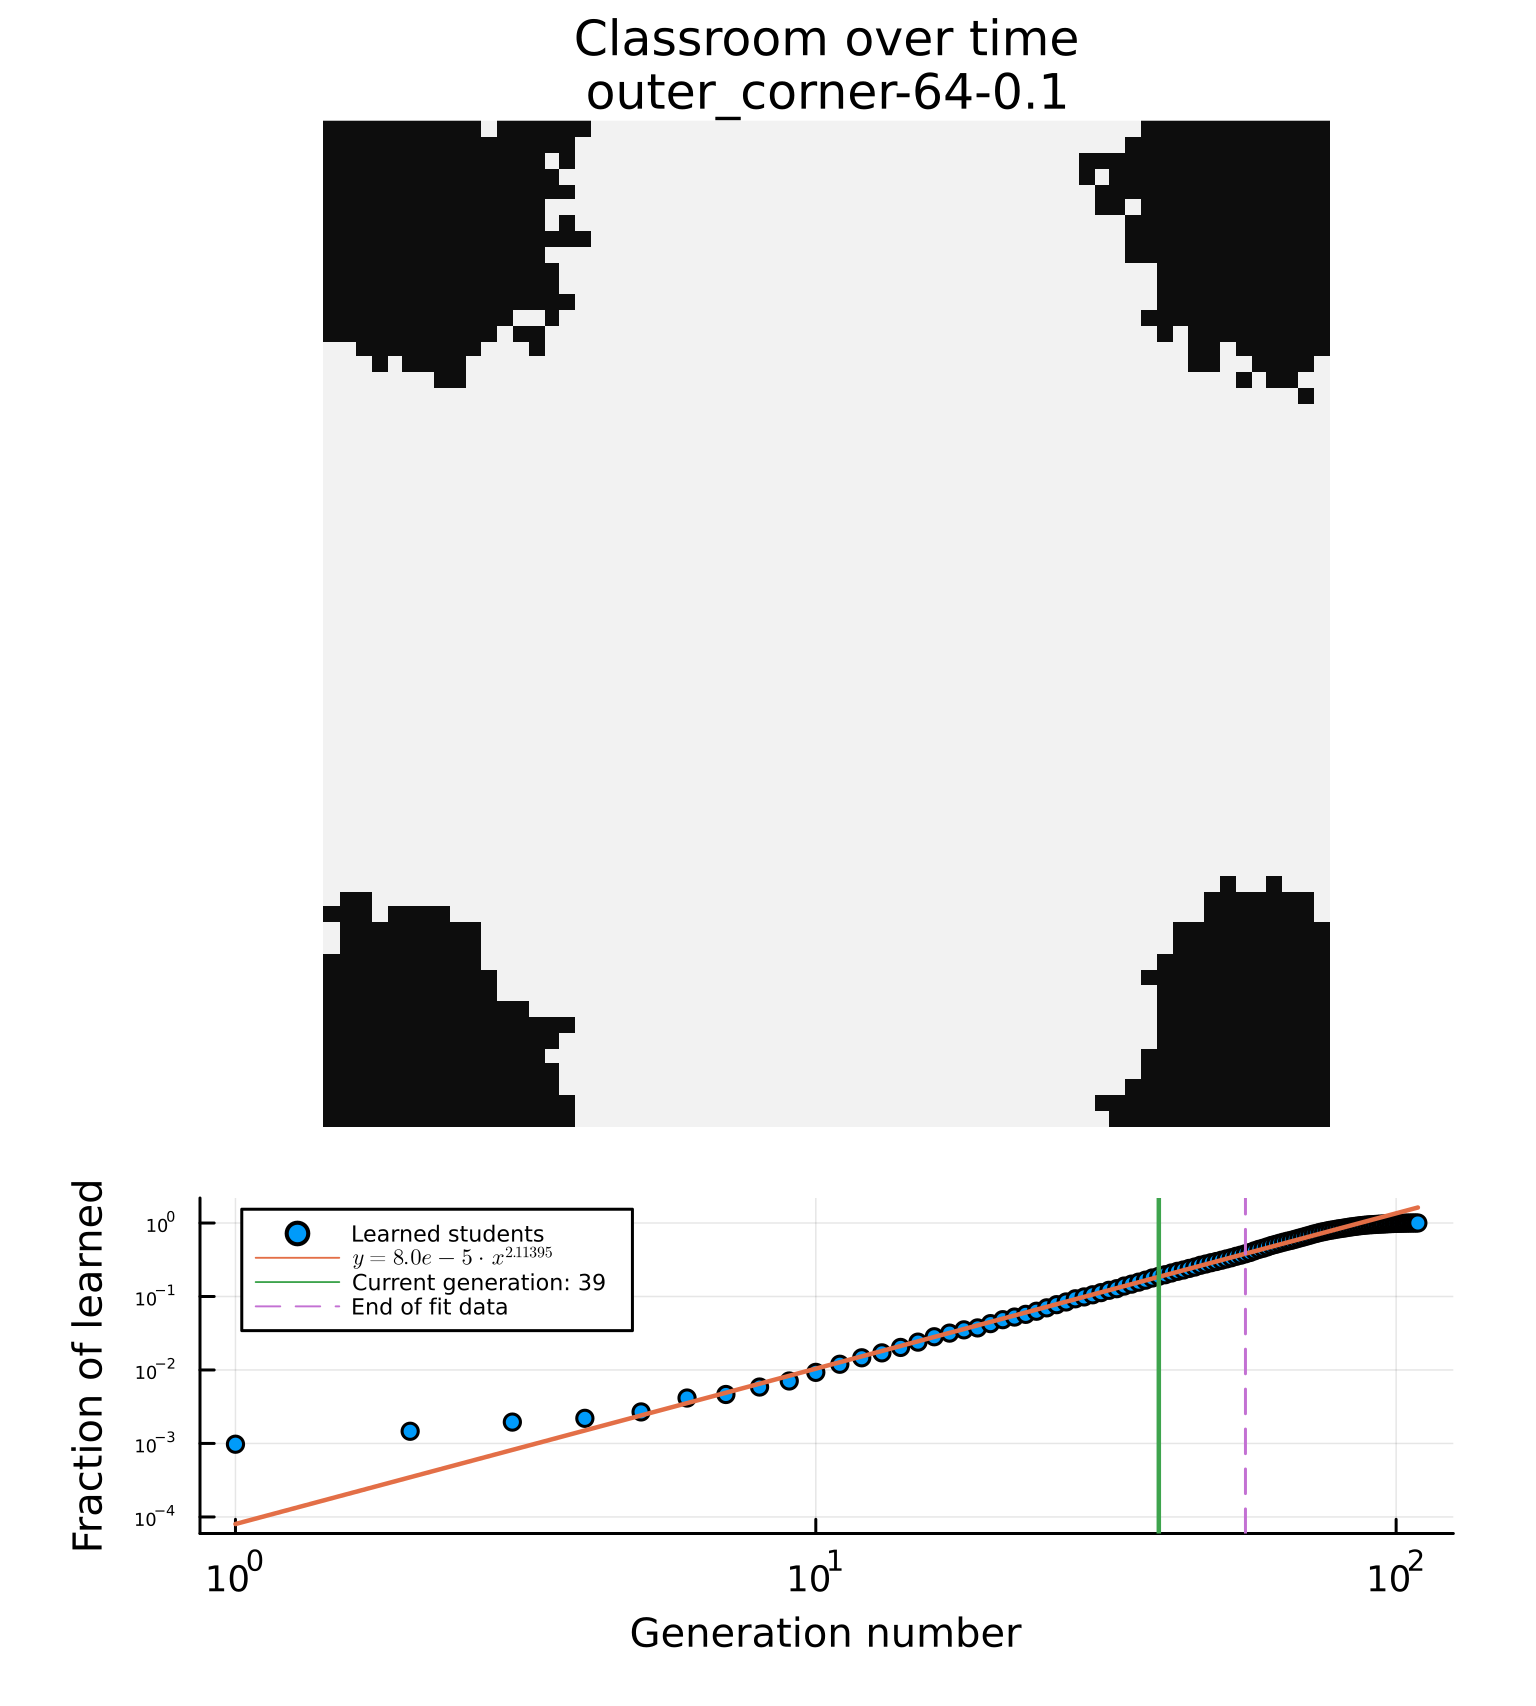 Classroom over time
outer_corner-64-0.1
Fraction of learned
10^0
10^-1
10^-2
10^-3
10^-4
Learned students
y = 8.0e − 5 · x^2.11395
Current generation: 39
End of fit data
10^0 10^1 10^2
Generation number